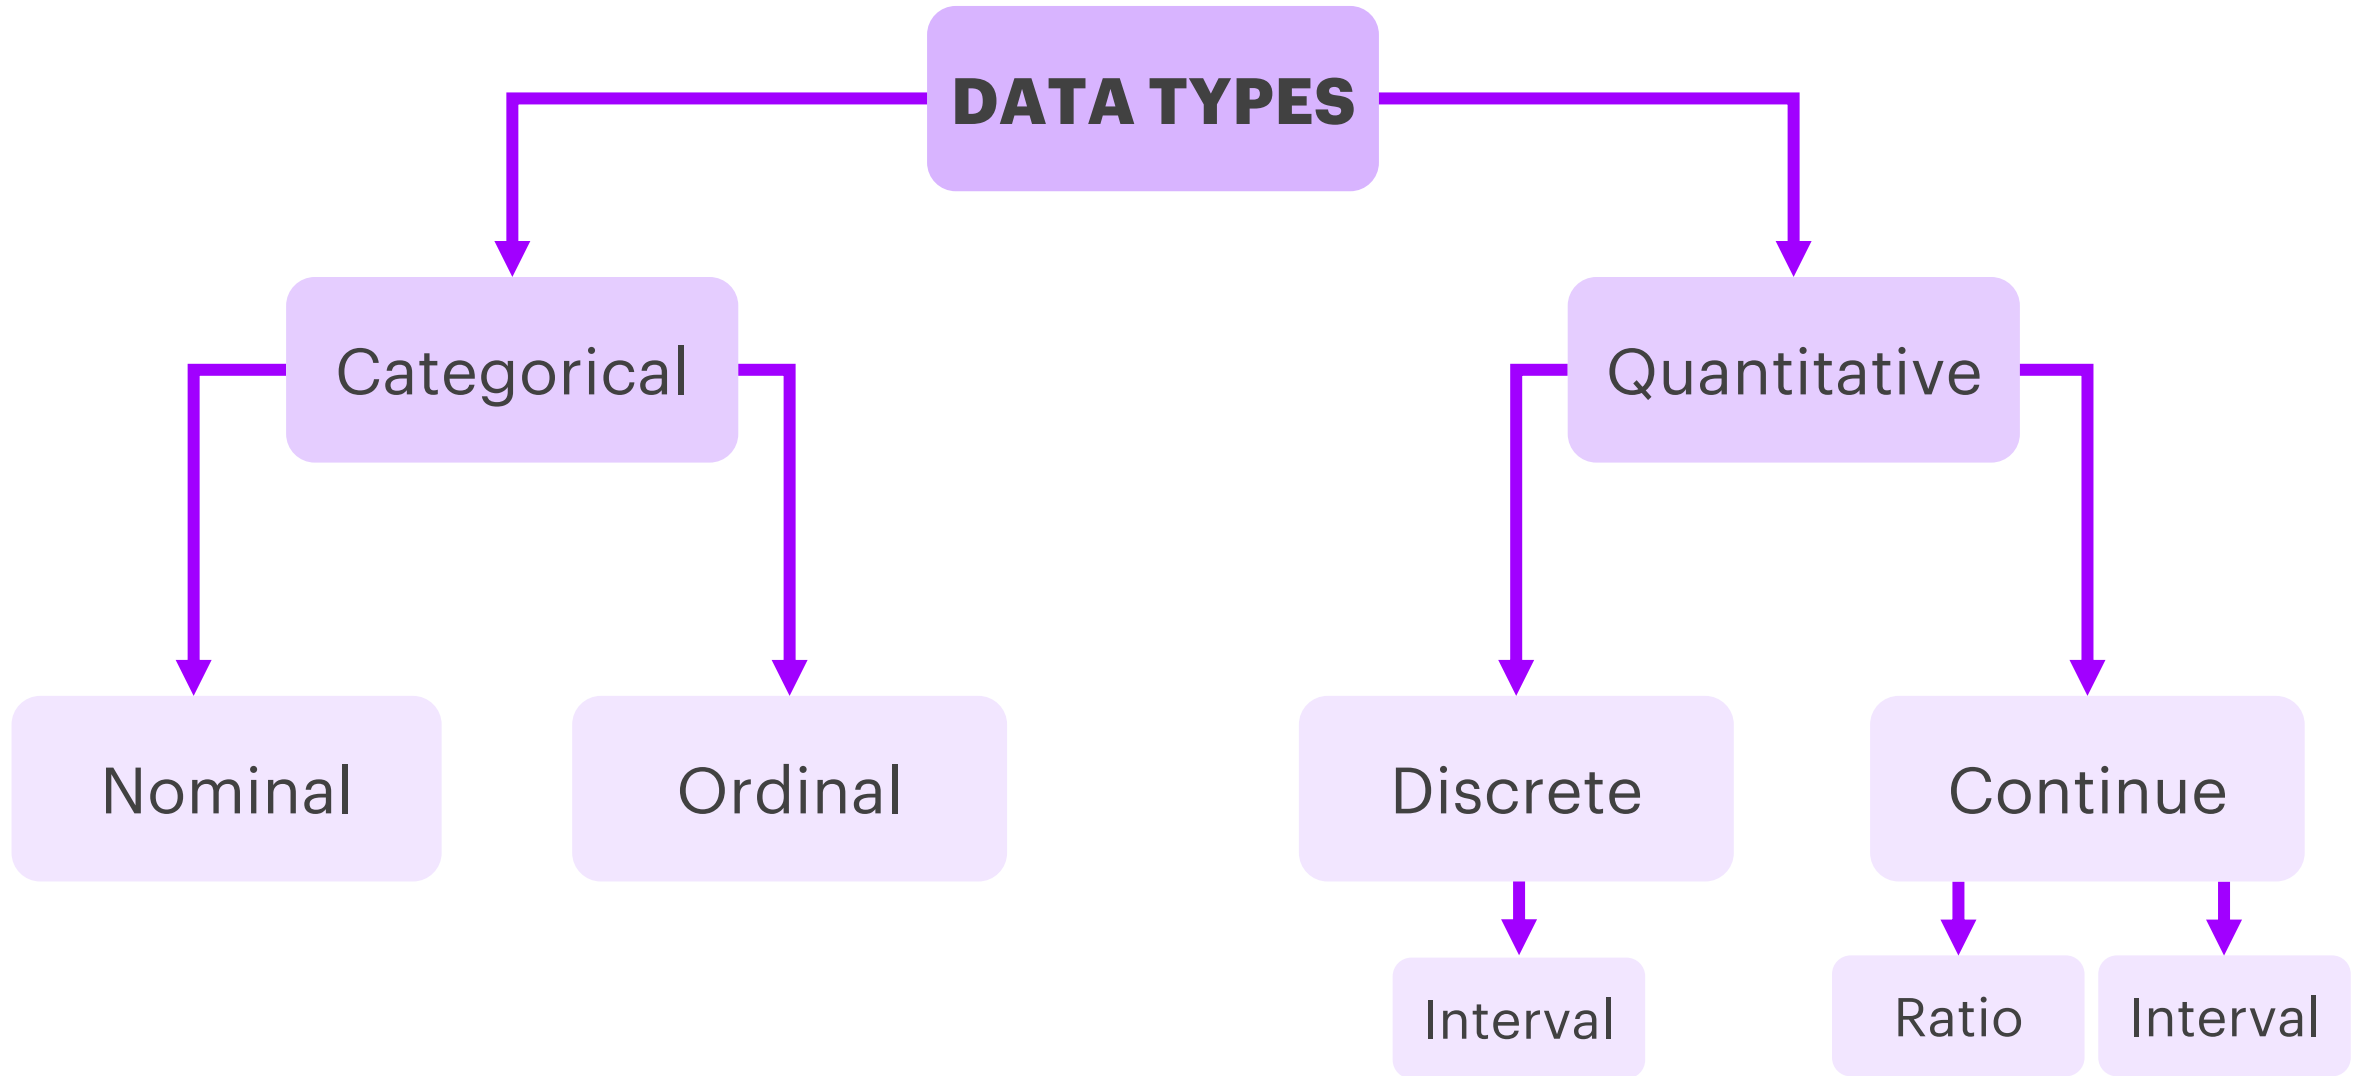 DATA TYPES
Categorical
Quantitative
Nominal
Ordinal
Discrete
Continue
Interval
Ratio
Interval